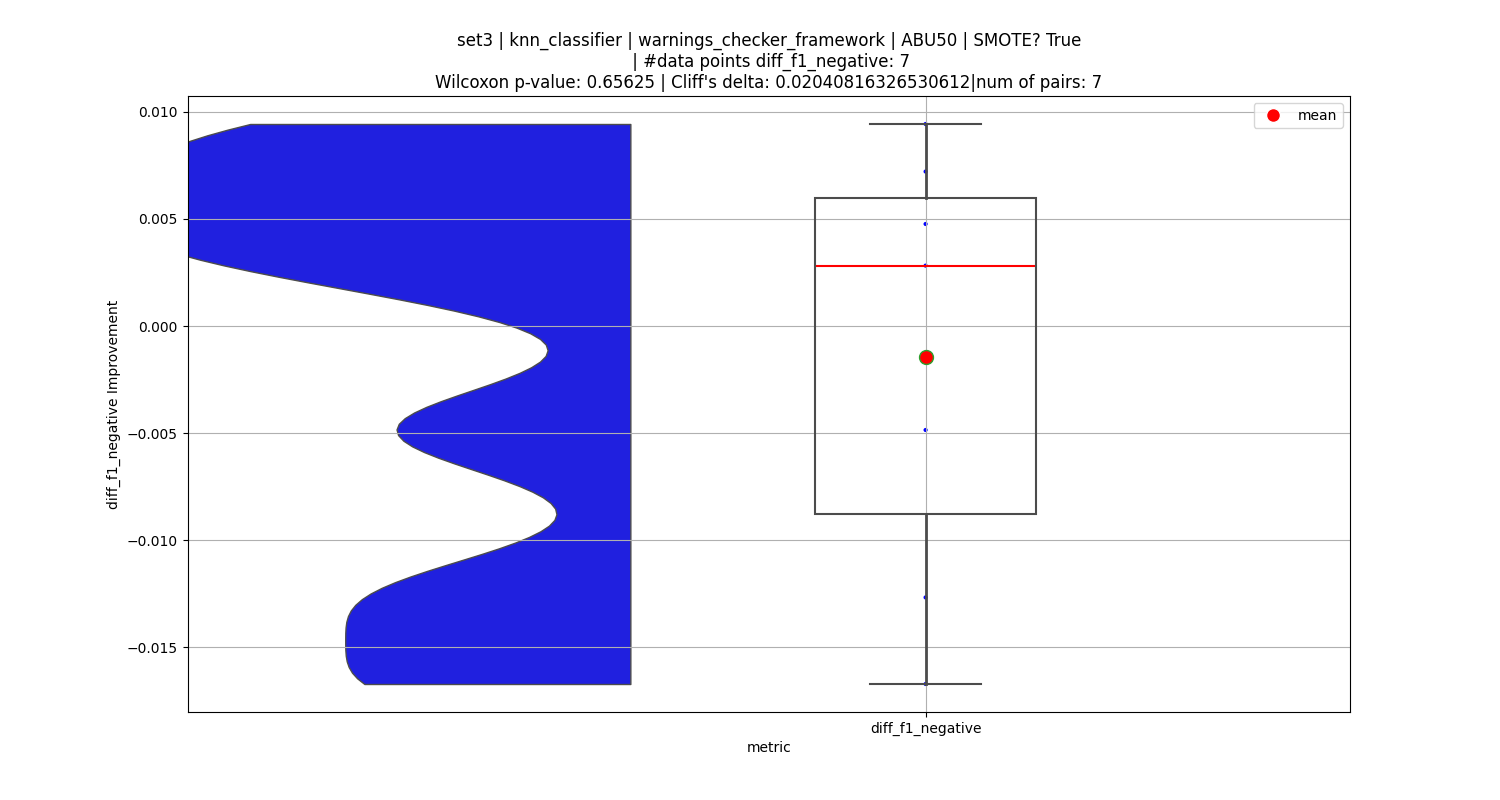 set3 | knn_classifier | warnings_checker_framework | ABU50 | SMOTE? True
| #data points diff_f1_negative: 7
Wilcoxon p-value: 0.65625 | Cliff's delta: 0.02040816326530612|num of pairs: 7
mean
0.010
0.005
0.000
−0.005
−0.010
−0.015
diff_f1_negative Improvement
diff_f1_negative
metric